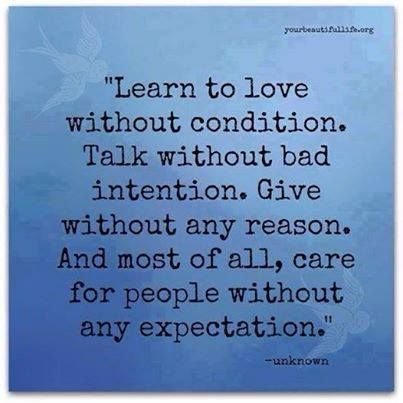 yourbeautifullife.org
"Learn to love
without condition.
Talk without bad
intention. Give
without any reason.
And most of all, care
for people without
any expectation."
-unknown